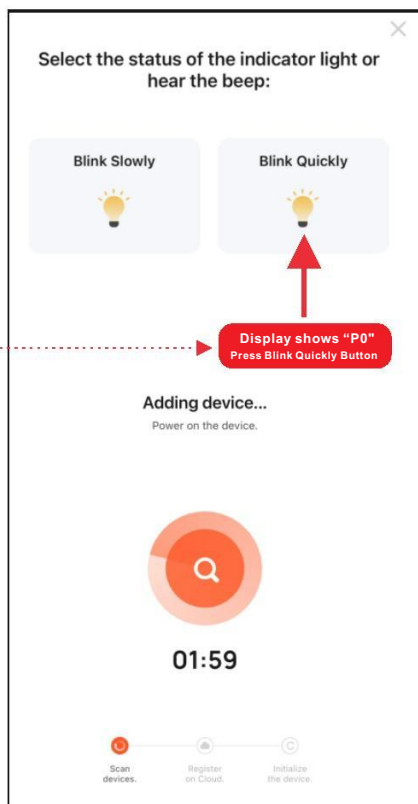 Select the status of the indicator light or
hear the beep:
Blink Slowly
Blink Quickly
Display shows “P0"
Press Blink Quickly Button
Adding device...
Power on the device.
01:59
Scan
devices.
Register
on Cloud.
Initialize
the device.